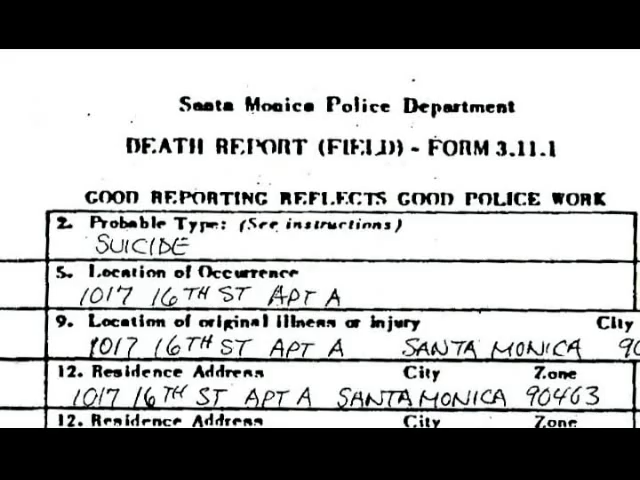 Santa Monica Police Department
DEATH REPORT (FIELD) - FORM 3.11.1
GOOD REPORTING REFLECTS GOOD POLICE WORK
2. Probable Type: (See instructions)
SUICIDE
5. Location of Occurrence
1017 16TH ST APT A
9. Location of original illness or injury City
1017 16TH ST APT A SANTA MONICA 90
12. Residence Address City Zone
1017 16TH ST APT A SANTA MONICA 90463
12. Residence Address City Zone